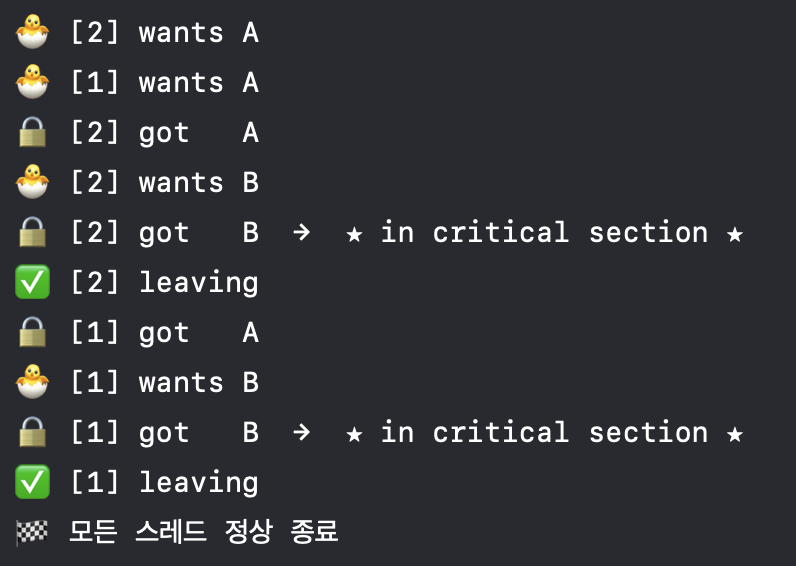 🐣 [2] wants A
🐣 [1] wants A
🔒 [2] got   A
🐣 [2] wants B
🔒 [2] got   B  →  ★ in critical section ★
✅ [2] leaving
🔒 [1] got   A
🐣 [1] wants B
🔒 [1] got   B  →  ★ in critical section ★
✅ [1] leaving
🏁 모든 스레드 정상 종료